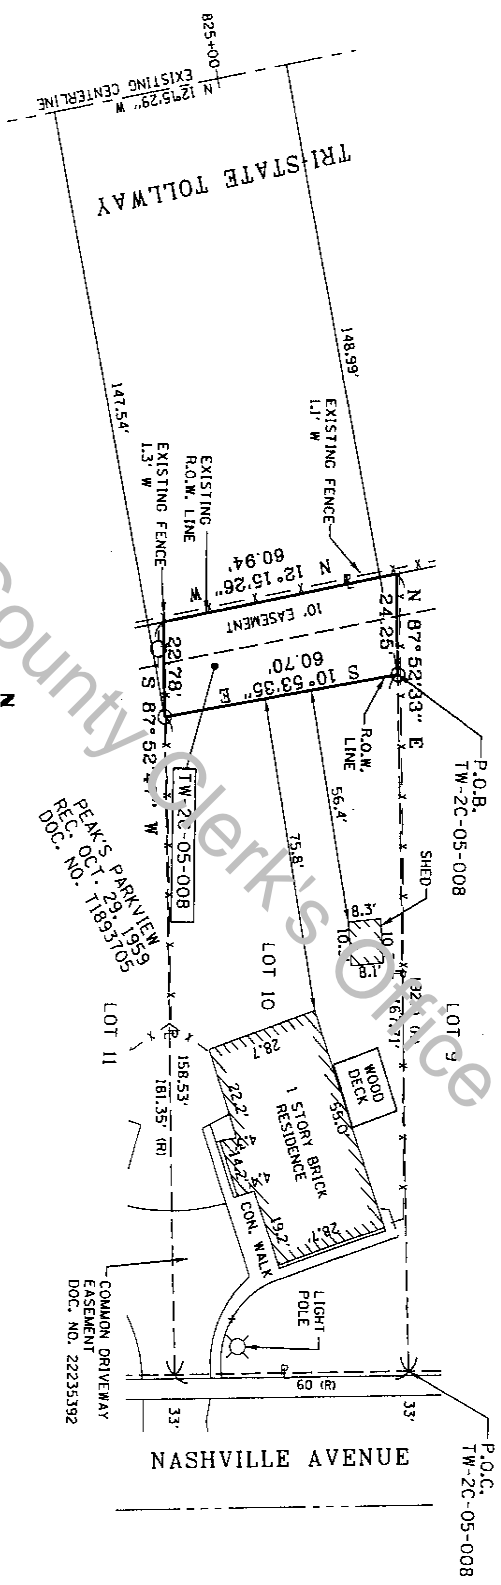 825+00
N 12°15'29" W
EXISTING CENTERLINE
TRI-STATE TOLLWAY
148.99'
147.54'
EXISTING FENCE
1.1' W
EXISTING
R.O.W. LINE
EXISTING FENCE
1.3' W
N 12°15'26" W
60.94'
10' EASEMENT
N 87°52'33" E
24.25'
S 10°53'35" E
60.70'
22.78'
S 87°52'47" W
R.O.W.
LINE
P.O.B.
TW-2C-05-008
TW-2C-05-008
56.4'
75.8'
SHED
8.3'
8.1'
PEAK'S PARKVIEW
REC. OCT. 29, 1959
DOC. NO. T1893705
LOT 9
LOT 10
LOT 11
167.71'
WOOD
DECK
1 STORY BRICK
RESIDENCE
28.7'
55.0'
22.2'
14.2'
19.2'
28.7'
CON. WALK
158.53'
181.35' (R)
LIGHT
POLE
COMMON DRIVEWAY
EASEMENT
DOC. NO. 22235392
60 (R)
33'
33'
NASHVILLE AVENUE
P.O.C.
TW-2C-05-008
N
County Clerk's Office